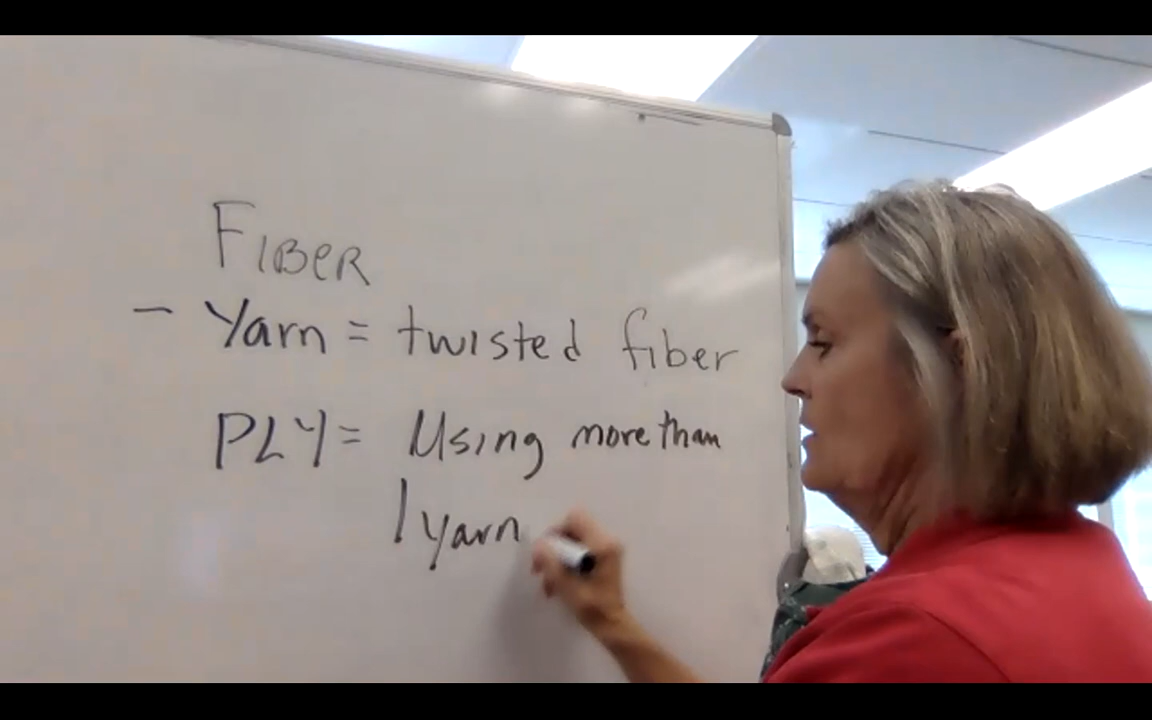 FIBER
- Yarn = twisted fiber
PLY = Using more than
1 yarn